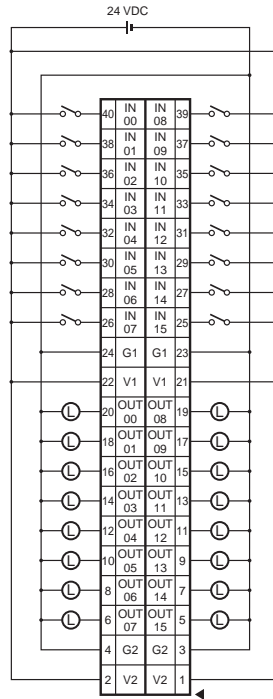 24 VDC
40 IN 00 IN 08 39
38 IN 01 IN 09 37
36 IN 02 IN 10 35
34 IN 03 IN 11 33
32 IN 04 IN 12 31
30 IN 05 IN 13 29
28 IN 06 IN 14 27
26 IN 07 IN 15 25
24 G1 G1 23
22 V1 V1 21
L 20 OUT 00 OUT 08 19 L
L 18 OUT 01 OUT 09 17 L
L 16 OUT 02 OUT 10 15 L
L 14 OUT 03 OUT 11 13 L
L 12 OUT 04 OUT 12 11 L
L 10 OUT 05 OUT 13 9 L
L 8 OUT 06 OUT 14 7 L
L 6 OUT 07 OUT 15 5 L
4 G2 G2 3
2 V2 V2 1